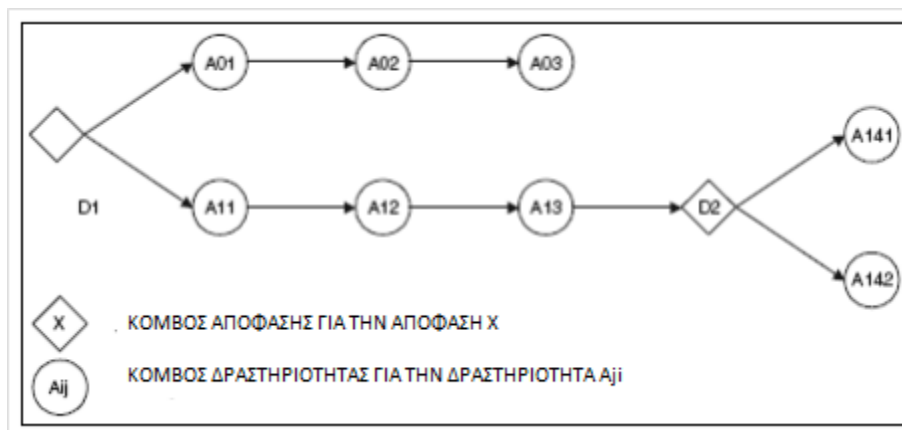 A01 A02 A03
A141
D1 A11 A12 A13 D2
A142
X . ΚΟΜΒΟΣ ΑΠΟΦΑΣΗΣ ΓΙΑ ΤΗΝ ΑΠΟΦΑΣΗ Χ
Aij ΚΟΜΒΟΣ ΔΡΑΣΤΗΡΙΟΤΗΤΑΣ ΓΙΑ ΤΗΝ ΔΡΑΣΤΗΡΙΟΤΗΤΑ Aji